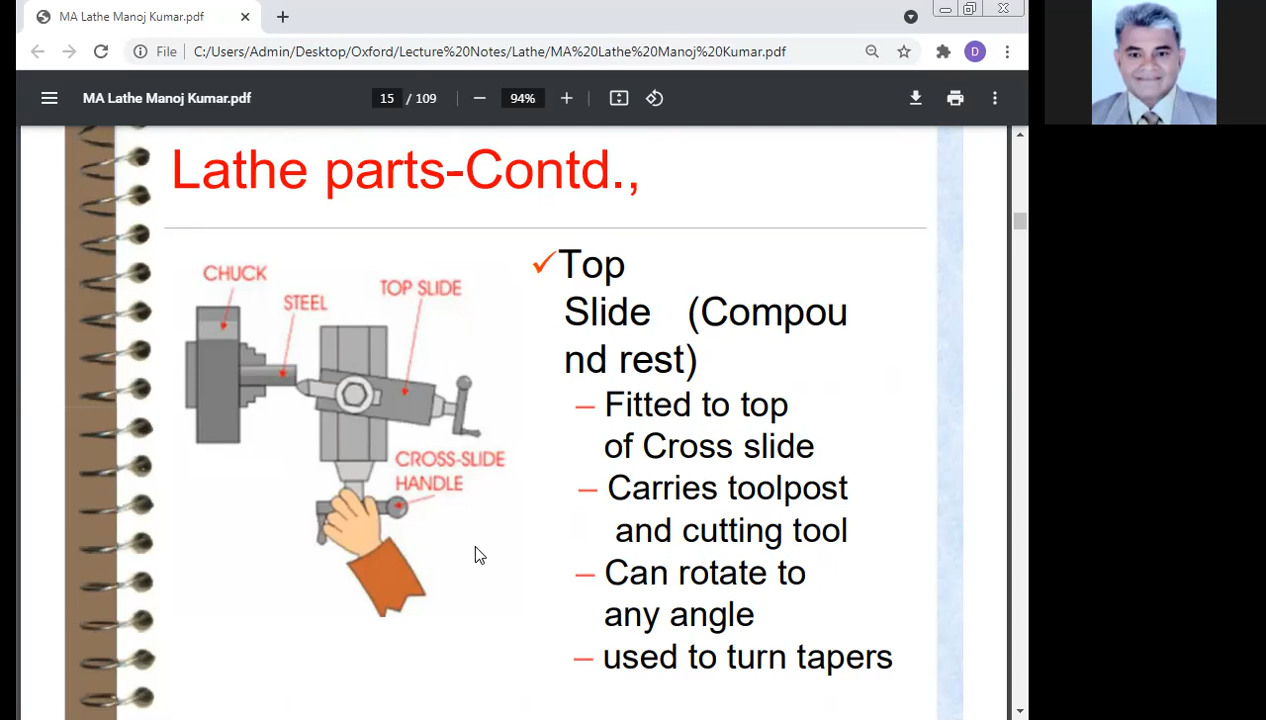 MA Lathe Manoj Kumar.pdf
File C:/Users/Admin/Desktop/Oxford/Lecture%20Notes/Lathe/MA%20Lathe%20Manoj%20Kumar.pdf
D
MA Lathe Manoj Kumar.pdf
15 / 109
94%
Lathe parts-Contd.,
CHUCK
STEEL
TOP SLIDE
CROSS-SLIDE
HANDLE
✓Top
Slide (Compou
nd rest)
– Fitted to top
of Cross slide
– Carries toolpost
and cutting tool
– Can rotate to
any angle
– used to turn tapers